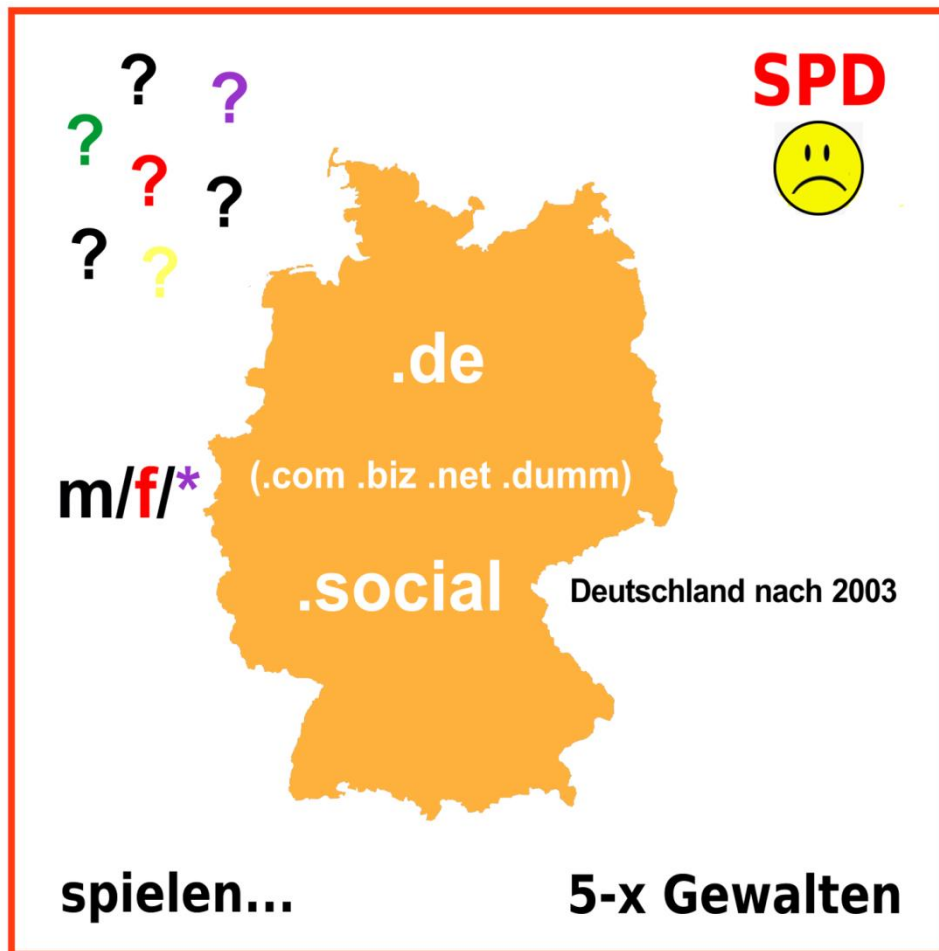 ?
?
?
?
?
?
?
SPD
.de
(.com .biz .net .dumm)
m/f/*
.social
Deutschland nach 2003
spielen...
5-x Gewalten